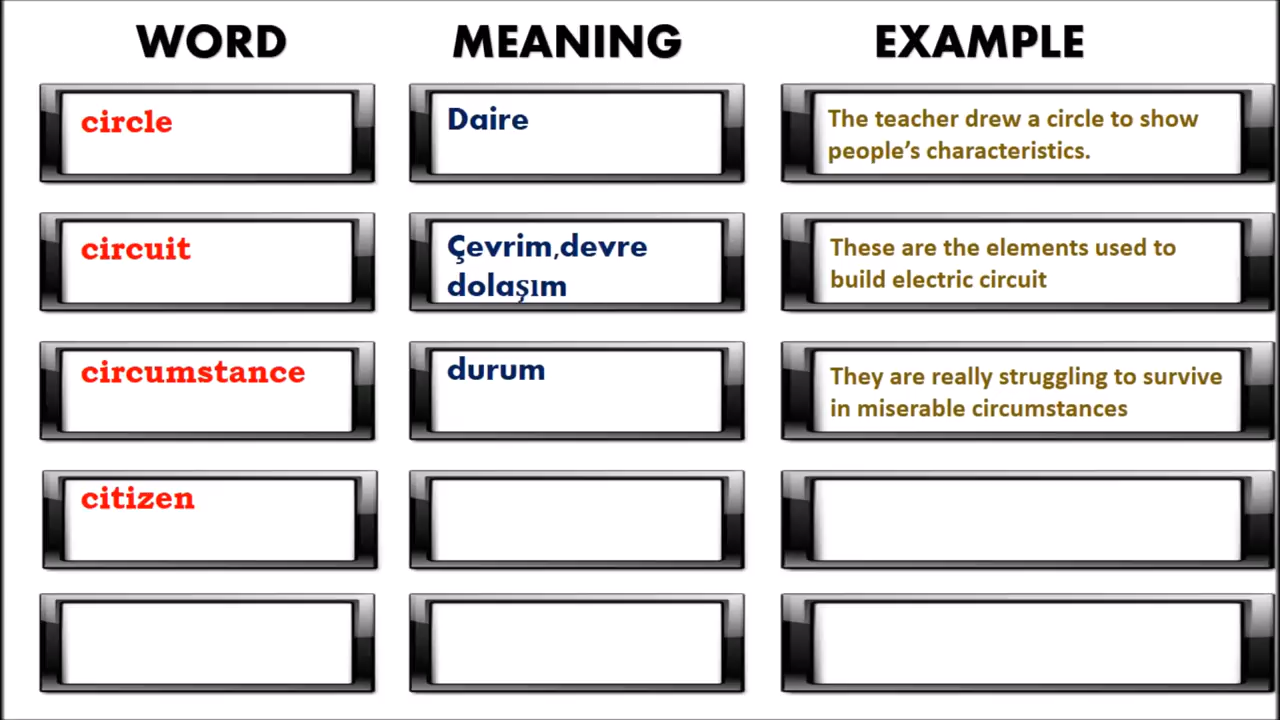 WORD MEANING EXAMPLE
circle
Daire
The teacher drew a circle to show
people’s characteristics.
circuit
Çevrim,devre
dolaşım
These are the elements used to
build electric circuit
circumstance
durum
They are really struggling to survive
in miserable circumstances
citizen